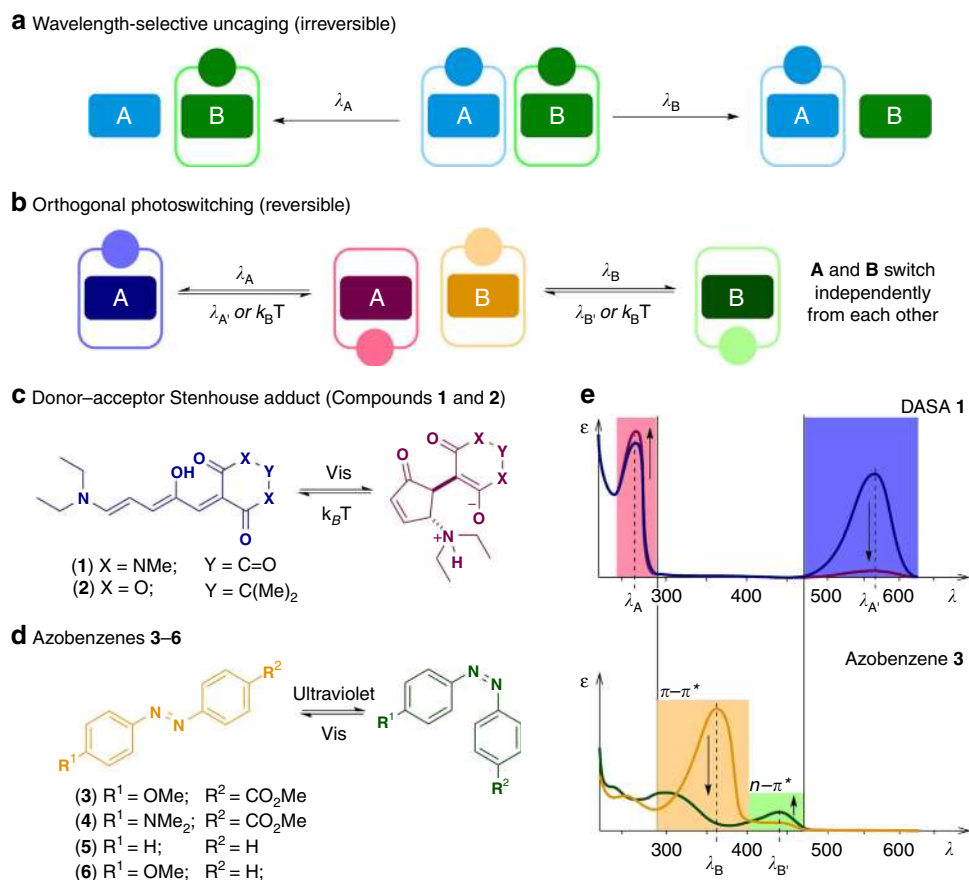 a Wavelength-selective uncaging (irreversible)
A B λA A B λB A B
b Orthogonal photoswitching (reversible)
A λA λA' or kBT A B λB λB' or kBT B
A and B switch
independently
from each other
c Donor–acceptor Stenhouse adduct (Compounds 1 and 2)
N OH O X Y X O
Vis
kBT
O O X Y X O − N + H
(1) X = NMe; Y = C=O
(2) X = O; Y = C(Me)2
d Azobenzenes 3–6
R1 N N R2
Ultraviolet
Vis
R1 N N R2
(3) R1 = OMe; R2 = CO2Me
(4) R1 = NMe2; R2 = CO2Me
(5) R1 = H; R2 = H
(6) R1 = OMe; R2 = H;
e
DASA 1
ε
300 400 500 600 λ
λA λA'
Azobenzene 3
ε
π–π*
n–π*
300 400 500 600 λ
λB λB'